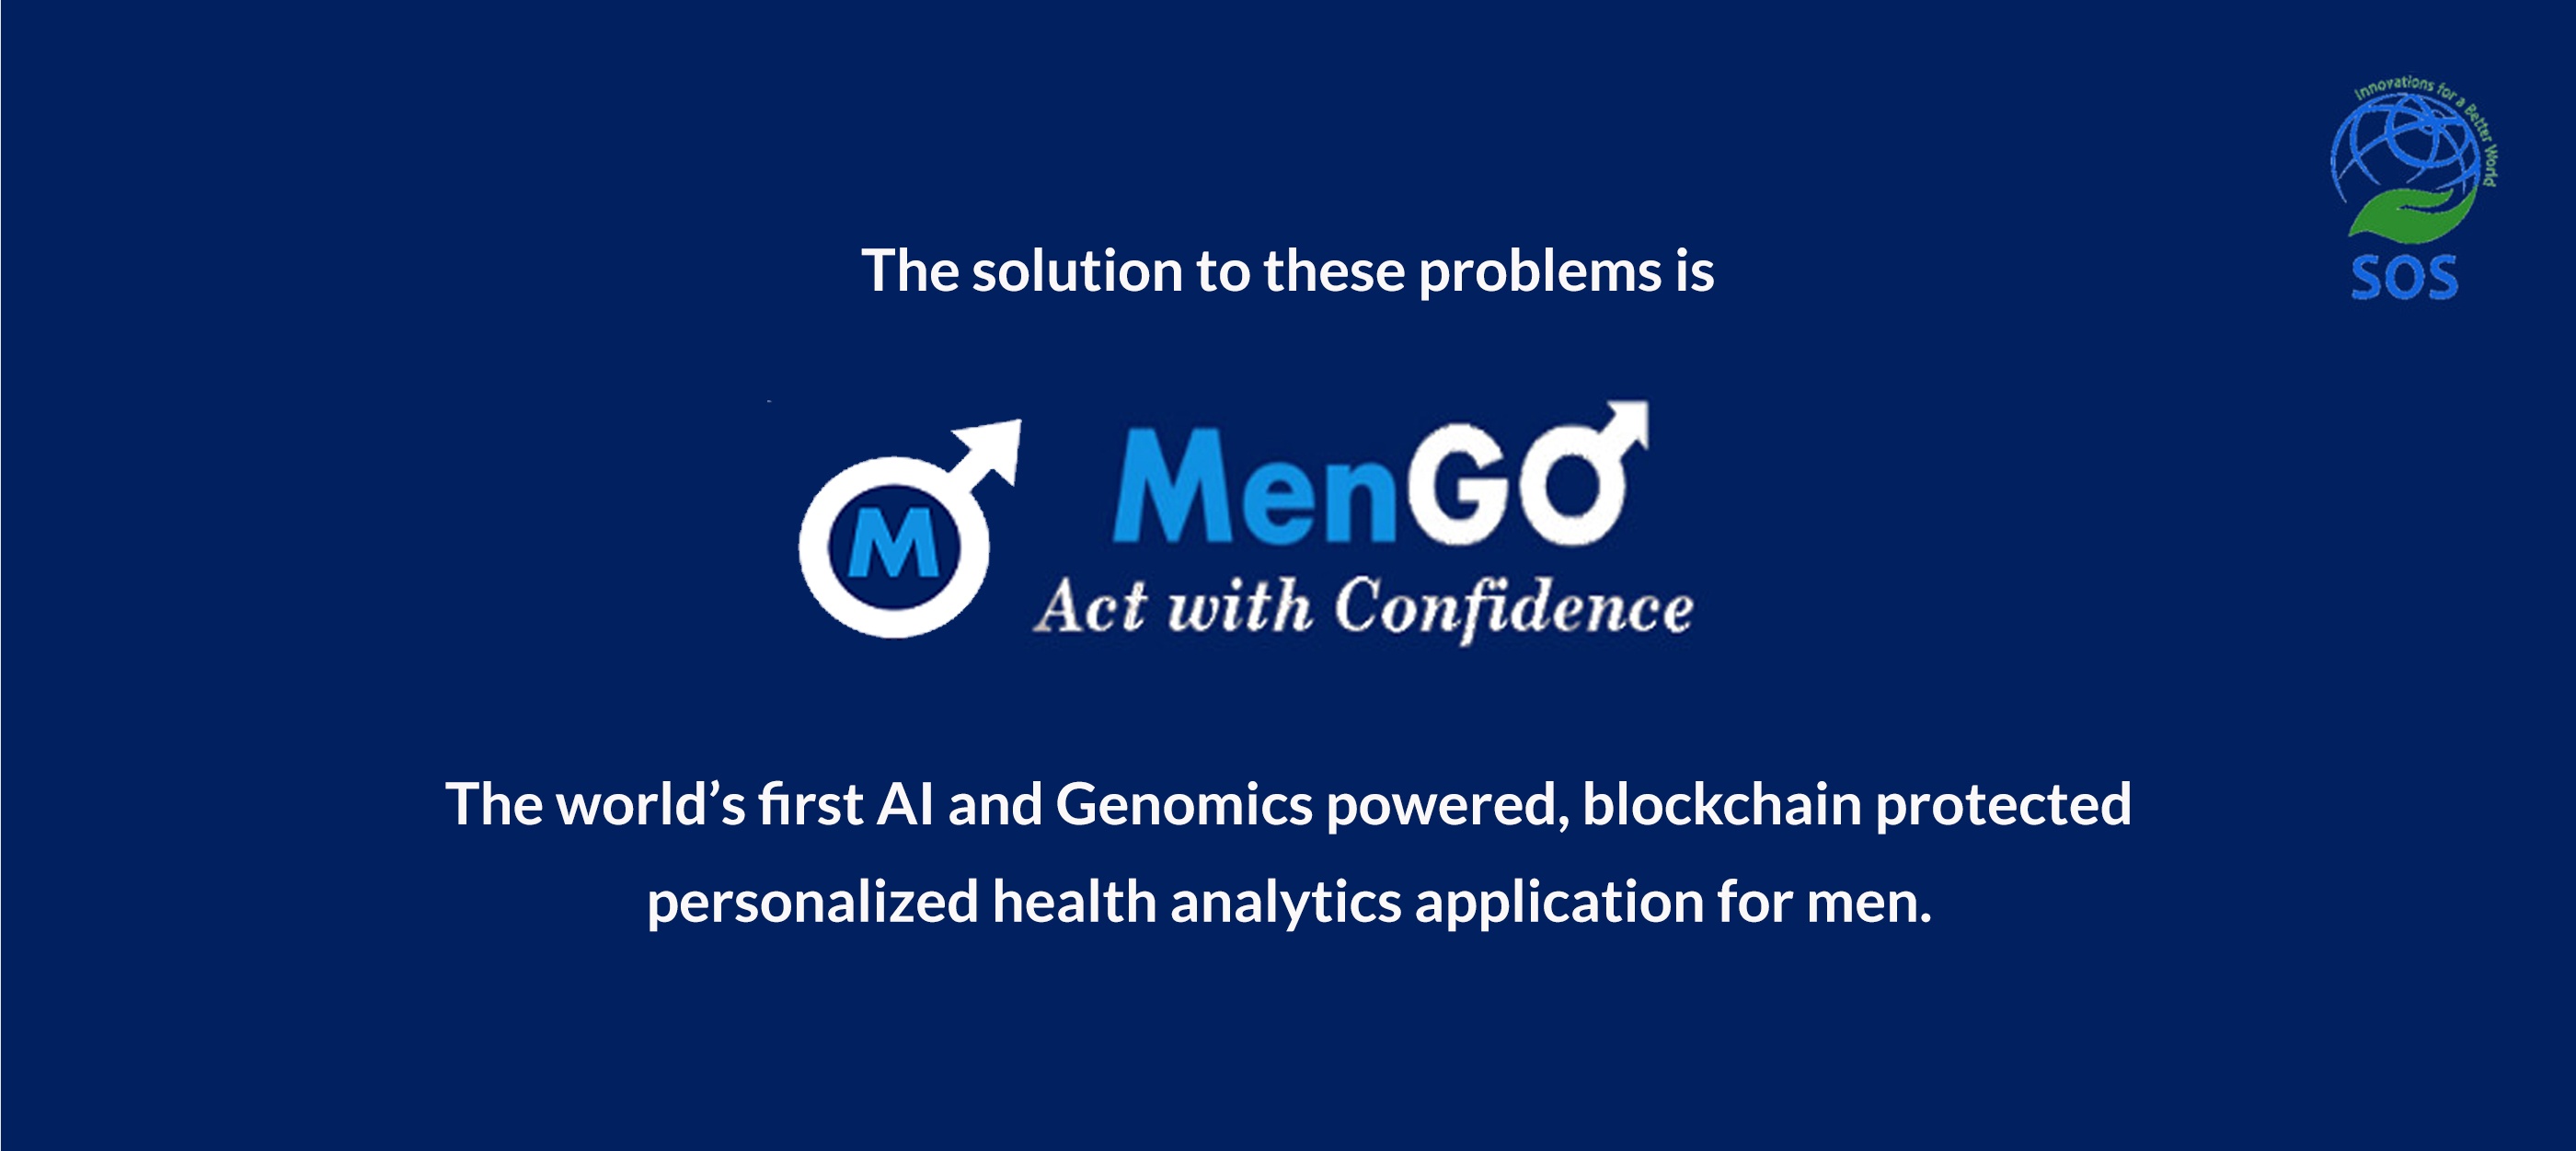 Innovations for a Better World
SOS
The solution to these problems is
M
MenGO
Act with Confidence
The world’s first AI and Genomics powered, blockchain protected
personalized health analytics application for men.